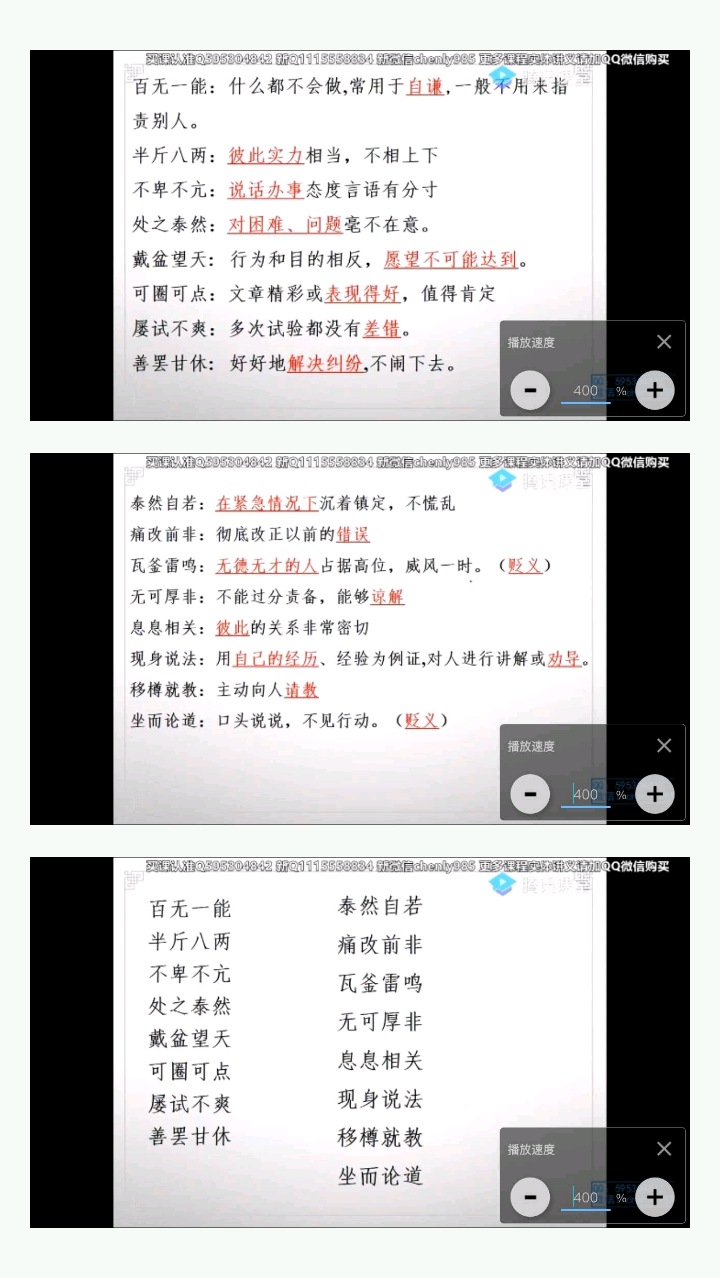 买课认准Q595304842 新Q1115558834 新微信chenly985 更多课程实体讲义请加QQ微信购买
百无一能：什么都不会做,常用于自谦,一般不用来指
责别人。
半斤八两：彼此实力相当，不相上下
不卑不亢：说话办事态度言语有分寸
处之泰然：对困难、问题毫不在意。
戴盆望天：行为和目的相反，愿望不可能达到。
可圈可点：文章精彩或表现得好，值得肯定
屡试不爽：多次试验都没有差错。
善罢甘休：好好地解决纠纷,不闹下去。
播放速度
400 %
买课认准Q595304842 新Q1115558834 新微信chenly985 更多课程实体讲义请加QQ微信购买
腾讯课堂
泰然自若：在紧急情况下沉着镇定，不慌乱
痛改前非：彻底改正以前的错误
瓦釜雷鸣：无德无才的人占据高位，威风一时。（贬义）
无可厚非：不能过分责备，能够谅解
息息相关：彼此的关系非常密切
现身说法：用自己的经历、经验为例证,对人进行讲解或劝导。
移樽就教：主动向人请教
坐而论道：口头说说，不见行动。（贬义）
播放速度
400 %
买课认准Q595304842 新Q1115558834 新微信chenly985 更多课程实体讲义请加QQ微信购买
腾讯课堂
百无一能
半斤八两
不卑不亢
处之泰然
戴盆望天
可圈可点
屡试不爽
善罢甘休
泰然自若
痛改前非
瓦釜雷鸣
无可厚非
息息相关
现身说法
移樽就教
坐而论道
播放速度
400 %